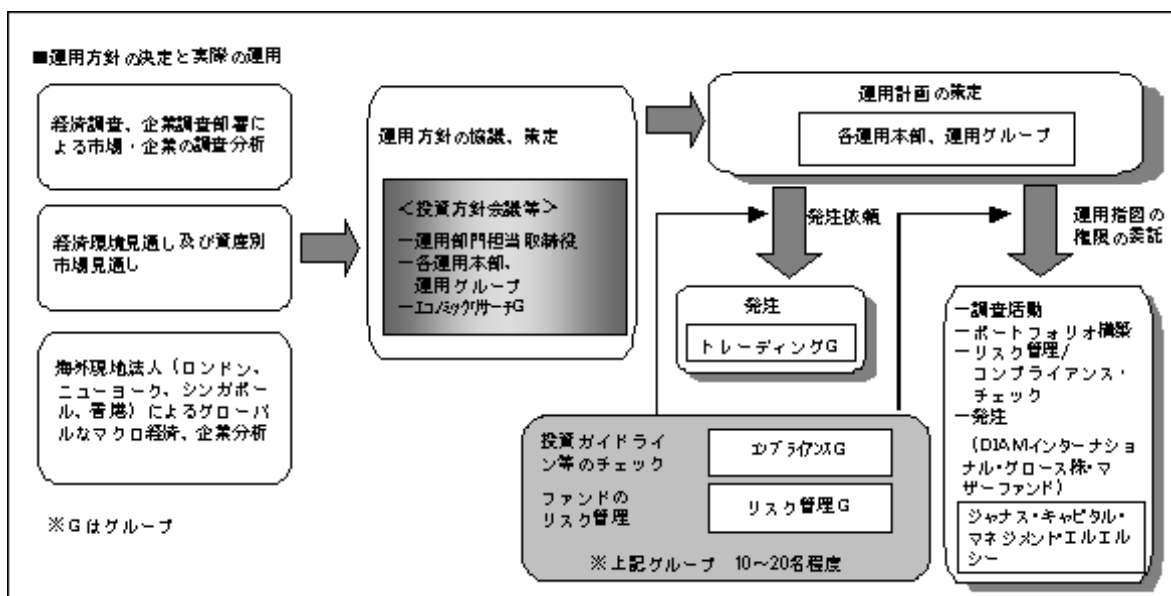 ■運用方針の決定と実際の運用
経済調査、企業調査部署に
よる市場・企業の調査分析
経済環境見通し及び資産別
市場見通し
海外現地法人（ロンドン、
ニューヨーク、シンガポー
ル、香港）によるグローバ
ルなマクロ経済、企業分析
※Gはグループ
運用方針の協議、策定
＜投資方針会議等＞
―運用部門担当取締役
―各運用本部、
運用グループ
―エコノミックリサーチG
運用計画の策定
各運用本部、運用グループ
発注依頼
運用指図の
権限の委託
発注
トレーディングG
投資ガイドライ
ン等のチェック
コンプライアンスG
ファンドの
リスク管理
リスク管理G
※上記グループ　10～20名程度
―調査活動
―ポートフォリオ構築
―リスク管理/
コンプライアンス・
チェック
―発注
（DIAMインターナショ
ナル・グロース株・マ
ザーファンド）
ジャナス・キャピタル・
マネジメントエルエル
シー